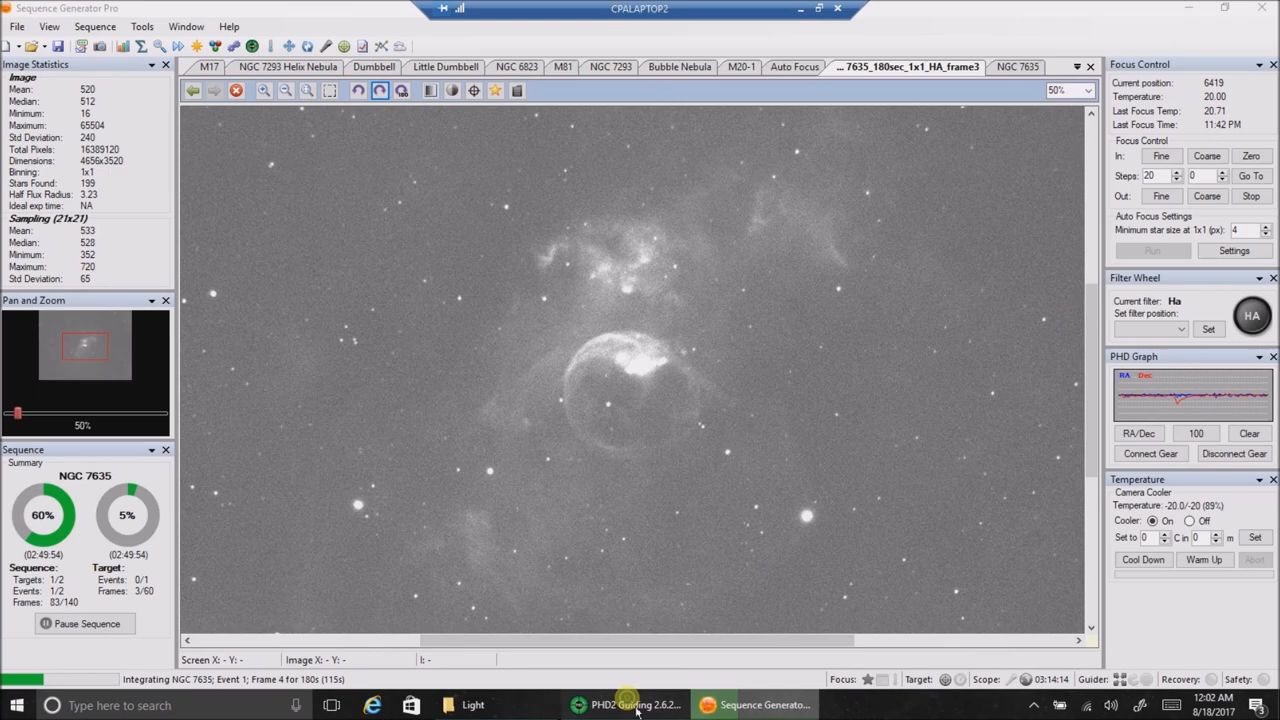 Sequence Generator Pro
CPALAPTOP2
File View Sequence Tools Window Help
Image Statistics
Image
Mean: 520
Median: 512
Minimum: 16
Maximum: 65504
Std Deviation: 240
Total Pixels: 16389120
Dimensions: 4656x3520
Binning: 1x1
Stars Found: 199
Half Flux Radius: 3.23
Ideal exp time: NA
Sampling (21x21)
Mean: 533
Median: 528
Minimum: 352
Maximum: 720
Std Deviation: 65
Pan and Zoom
50%
Sequence
Summary
NGC 7635
60% 5%
(02:49:54) (02:49:54)
Sequence: Target:
Targets: 1/2 Events: 0/1
Events: 1/2 Frames: 3/60
Frames: 83/140
Pause Sequence
M17 NGC 7293 Helix Nebula Dumbbell Little Dumbbell NGC 6823 M81 NGC 7293 Bubble Nebula M20-1 Auto Focus ... 7635_180sec_1x1_HA_frame3 NGC 7635
50%
Screen X: - Y: - Image X: - Y: - I: -
Focus Control
Current position: 6419
Temperature: 20.00
Last Focus Temp: 20.71
Last Focus Time: 11:42 PM
Focus Control
In: Fine Coarse Zero
Steps: 20 0 Go To
Out: Fine Coarse Stop
Auto Focus Settings
Minimum star size at 1x1 (px): 4
Run Settings
Filter Wheel
Current filter: Ha
Set filter position:
Set
HA
PHD Graph
RA Dec
RA/Dec 100 Clear
Connect Gear Disconnect Gear
Temperature
Camera Cooler
Temperature: -20.0/-20 (89%)
Cooler: On Off
Set to 0 C in 0 m Set
Cool Down Warm Up Abort
Integrating NGC 7635; Event 1; Frame 4 for 180s (115s)
Focus: Target: Scope: 03:14:14 Guider: Recovery: Safety:
Type here to search
Light
PHD2 Guiding 2.6.2...
Sequence Generato...
12:02 AM
8/18/2017